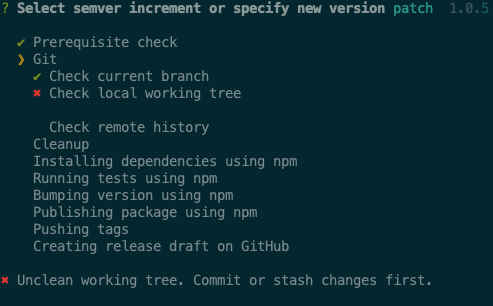 ? Select semver increment or specify new version patch 1.0.5
✔ Prerequisite check
❯ Git
✔ Check current branch
✖ Check local working tree
Check remote history
Cleanup
Installing dependencies using npm
Running tests using npm
Bumping version using npm
Publishing package using npm
Pushing tags
Creating release draft on GitHub
✖ Unclean working tree. Commit or stash changes first.